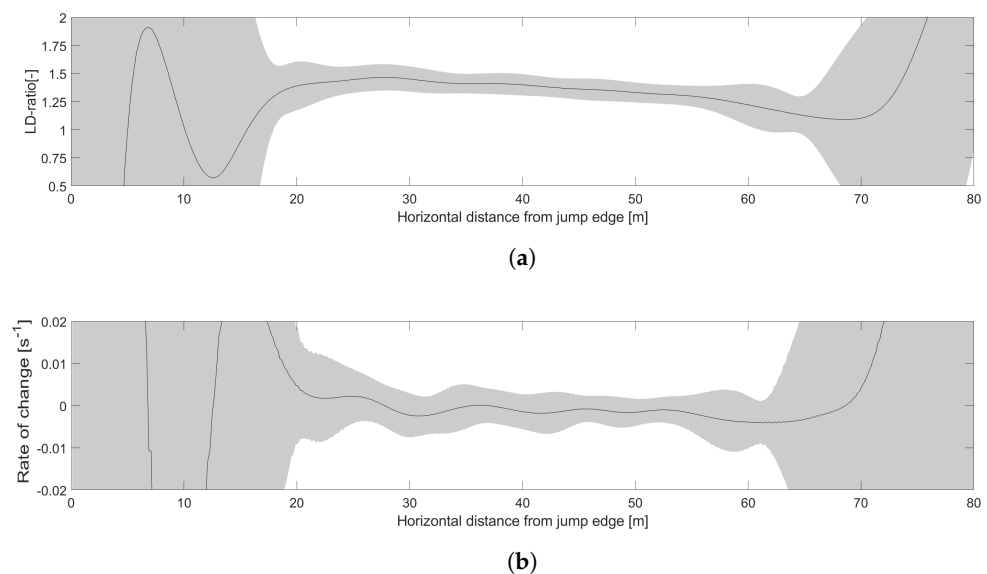 2
1.75
1.5
1.25
1
0.75
0.5
LD-ratio[-]
0 10 20 30 40 50 60 70 80
Horizontal distance from jump edge [m]
(a)
0.02
0.01
0
-0.01
-0.02
Rate of change [s⁻¹]
0 10 20 30 40 50 60 70 80
Horizontal distance from jump edge [m]
(b)